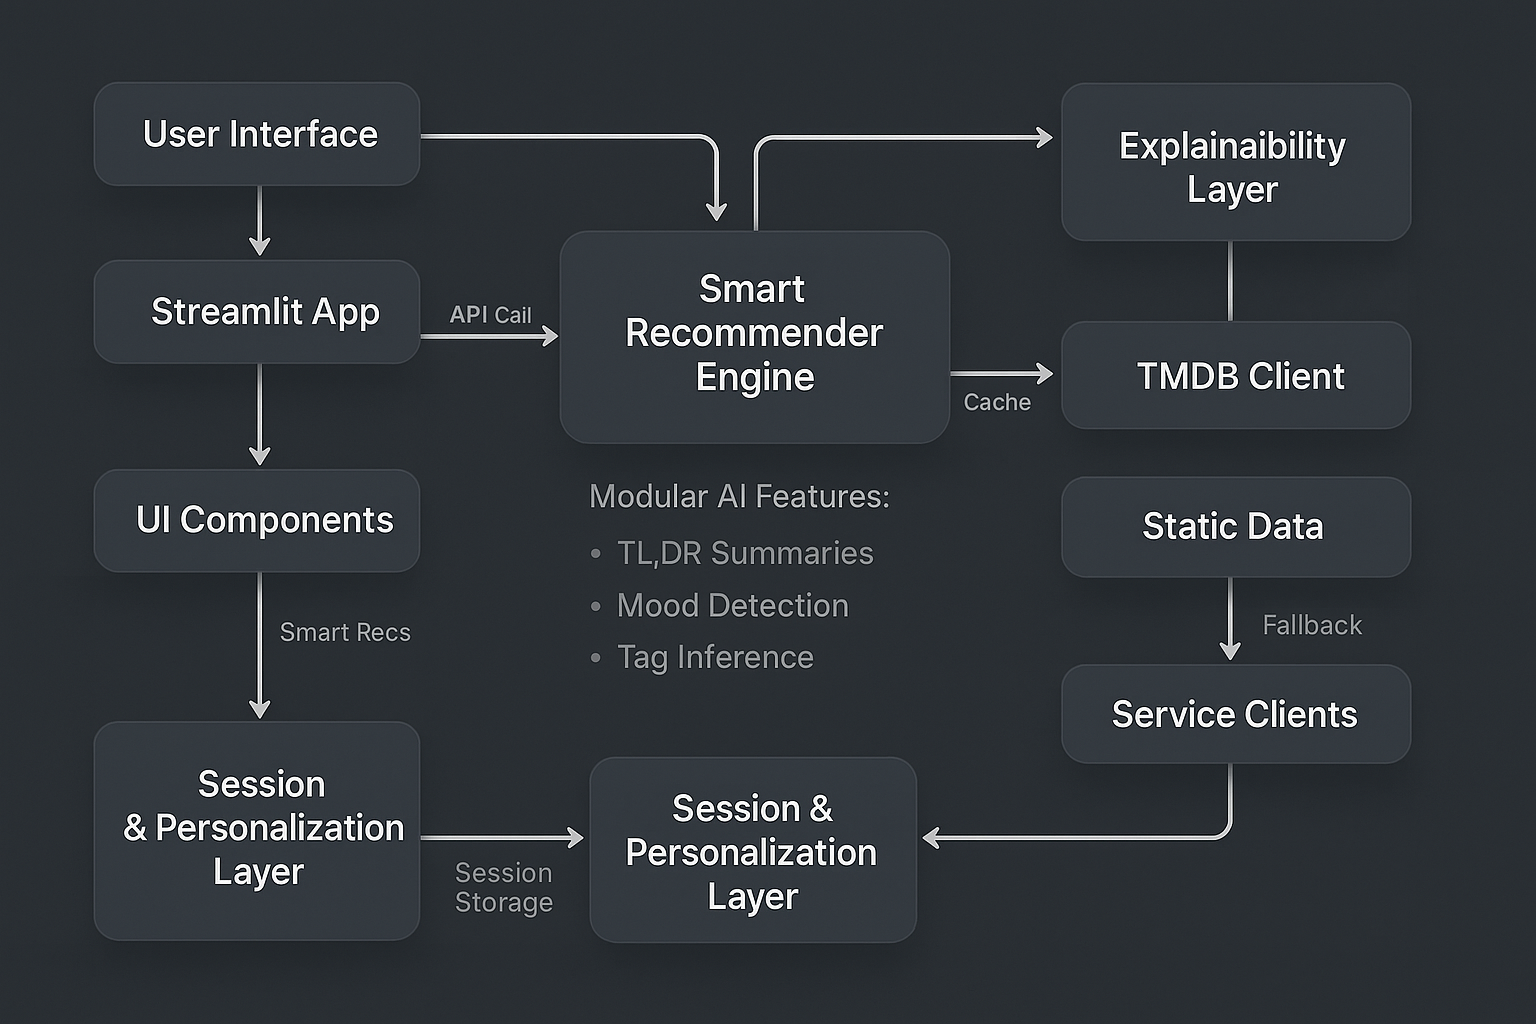 User Interface
Explainaibility
Layer
Smart
Recommender
Engine
Streamlit App
API Cail
TMDB Client
Cache
UI Components
Modular AI Features:
• TL,DR Summaries
• Mood Detection
• Tag Inference
Static Data
Fallback
Smart Recs
Service Clients
Session
& Personalization
Layer
Session
Storage
Session &
Personalization
Layer